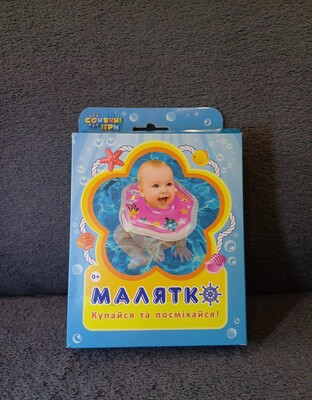 СОНЯЧНІ
ІГРИ
0+
МАЛЯТКО
Купайся та посміхайся!